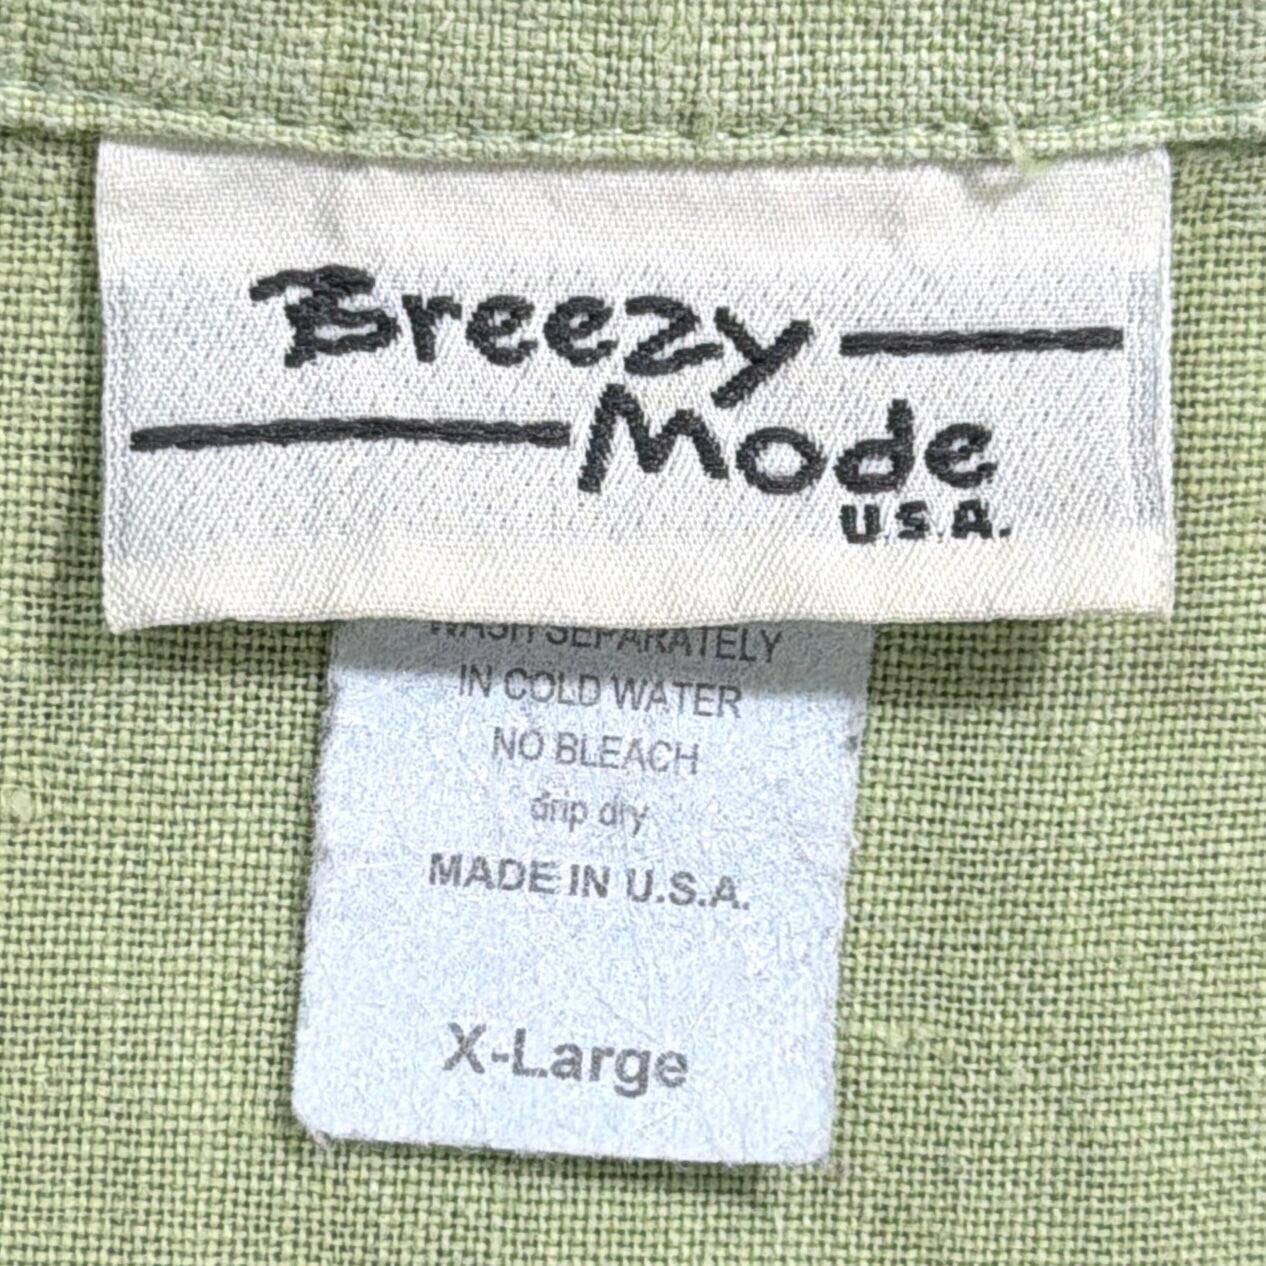 Breezy
Mode
U.S.A.
WASH SEPARATELY
IN COLD WATER
NO BLEACH
drip dry
MADE IN U.S.A.
X-Large